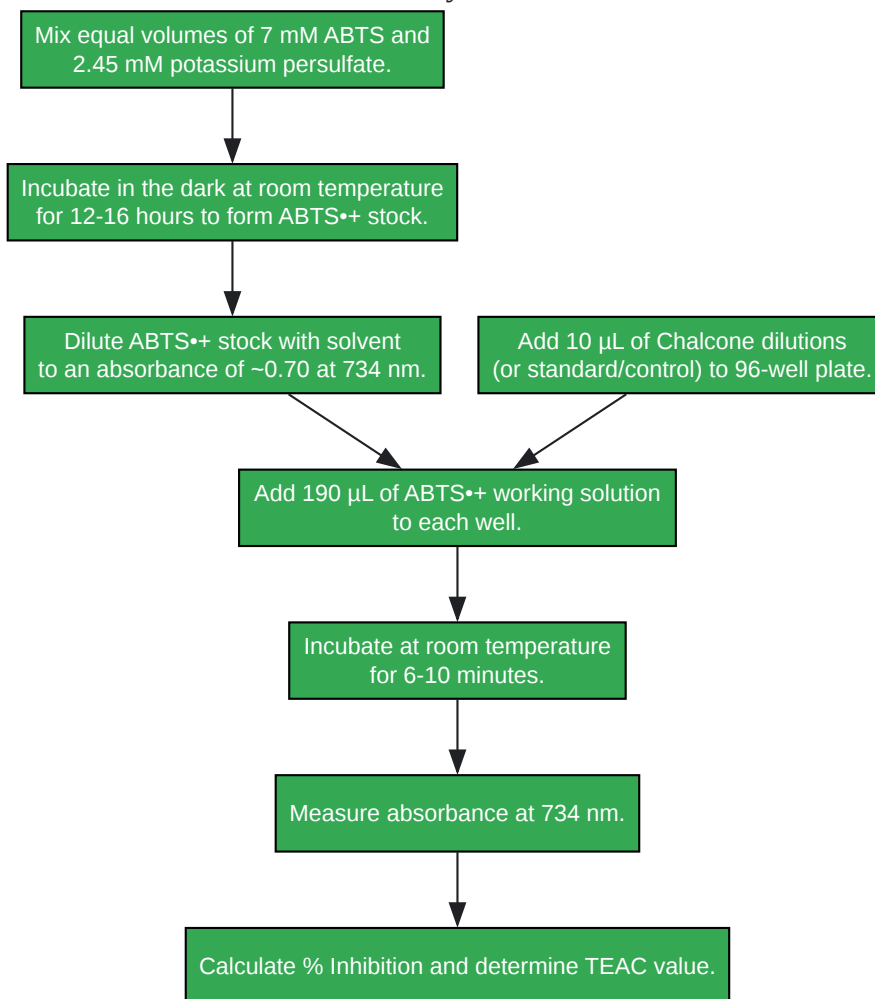 Mix equal volumes of 7 mM ABTS and
2.45 mM potassium persulfate.
Incubate in the dark at room temperature
for 12-16 hours to form ABTS•+ stock.
Dilute ABTS•+ stock with solvent
to an absorbance of ~0.70 at 734 nm.
Add 10 µL of Chalcone dilutions
(or standard/control) to 96-well plate.
Add 190 µL of ABTS•+ working solution
to each well.
Incubate at room temperature
for 6-10 minutes.
Measure absorbance at 734 nm.
Calculate % Inhibition and determine TEAC value.